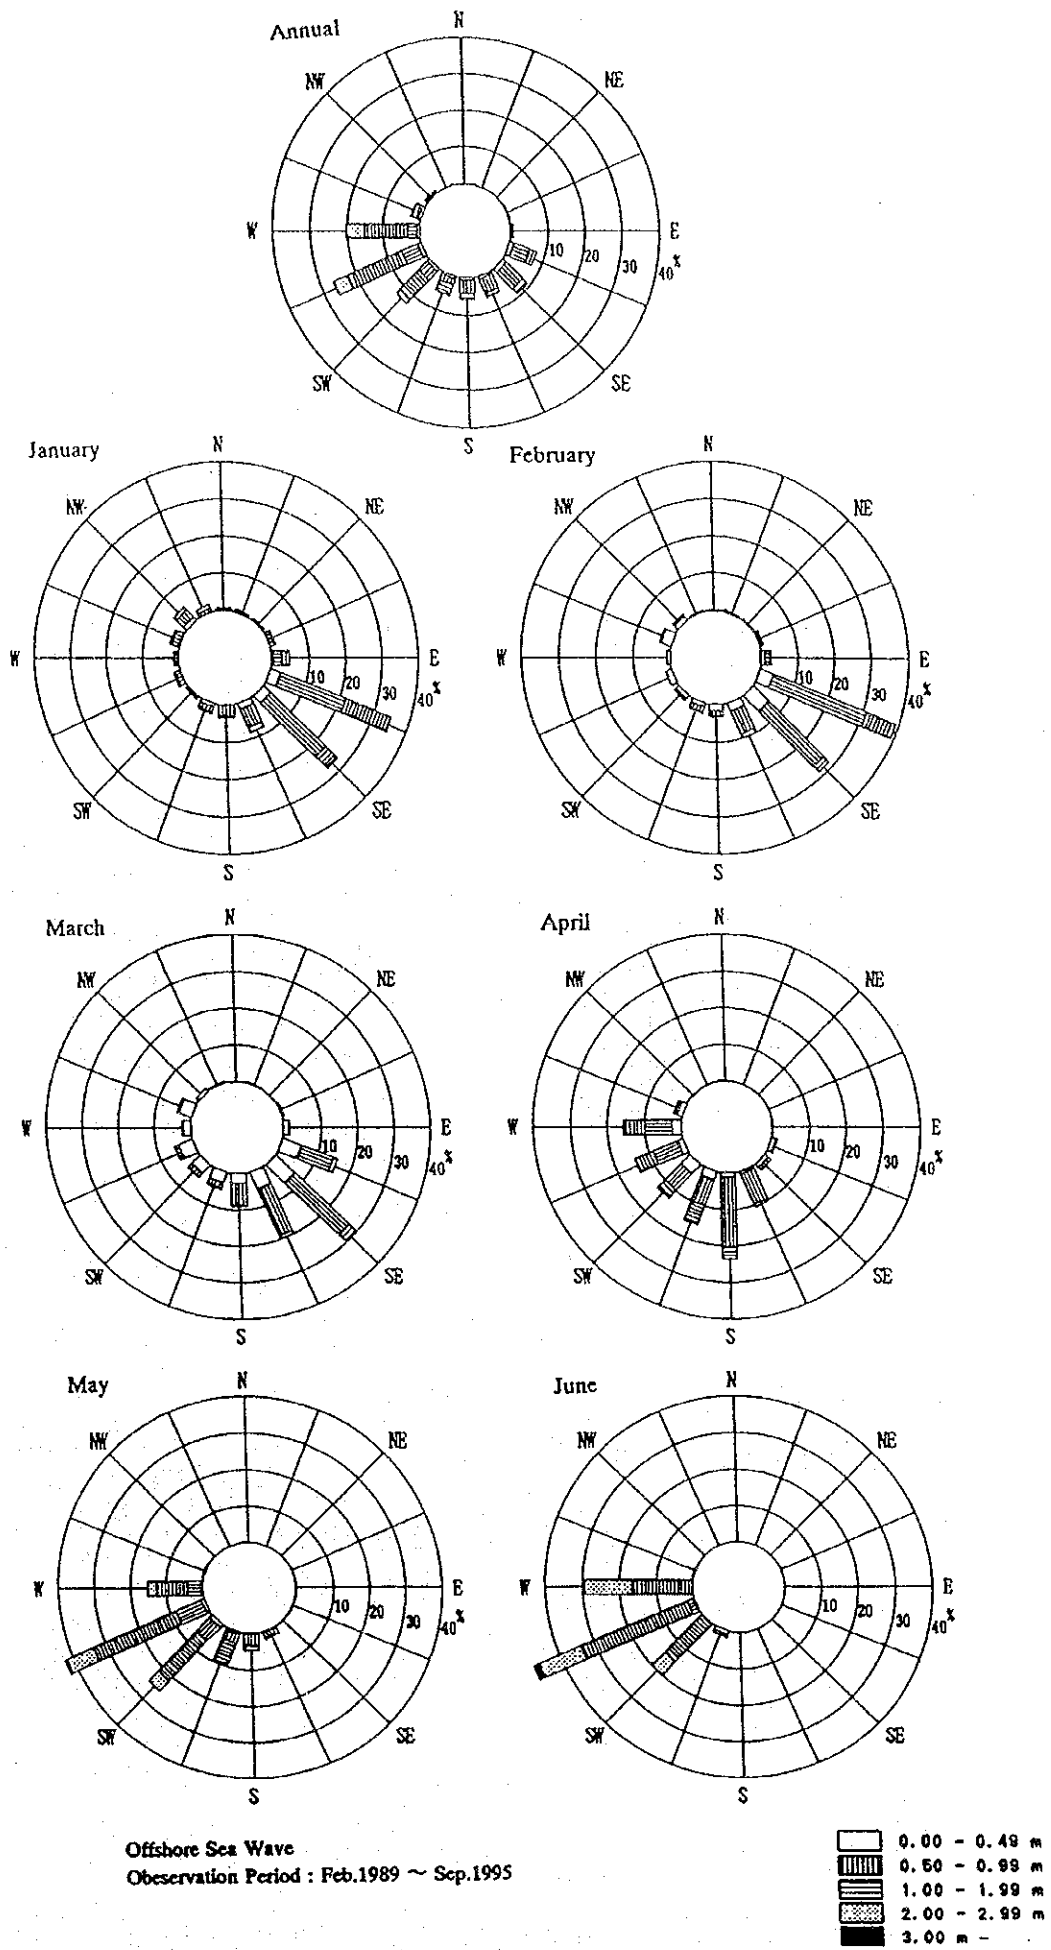 Annual
N
NW
NE
W
E
10
20
30
40%
SW
SE
S
January
N
NW
NE
W
E
10
20
30
40%
SW
SE
S
February
N
NW
NE
W
E
10
20
30
40%
SW
SE
S
March
N
NW
NE
W
E
10
20
30
40%
SW
SE
S
April
N
NW
NE
W
E
10
20
30
40%
SW
SE
S
May
N
NW
NE
W
E
10
20
30
40%
SW
SE
S
June
N
NW
NE
W
E
10
20
30
40%
SW
SE
S
Offshore Sea Wave
Obeservation Period : Feb.1989 ～ Sep.1995
0.00 - 0.49 m
0.50 - 0.99 m
1.00 - 1.99 m
2.00 - 2.99 m
3.00 m -